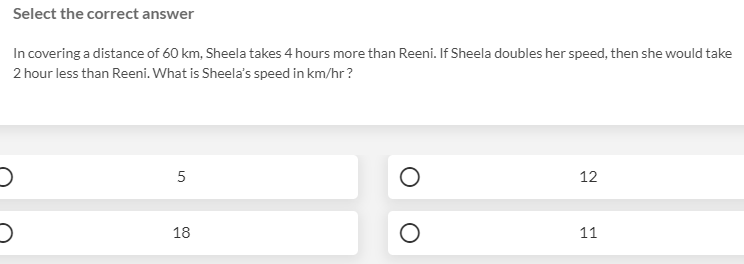 Select the correct answer
In covering a distance of 60 km, Sheela takes 4 hours more than Reeni. If Sheela doubles her speed, then she would take
2 hour less than Reeni. What is Sheela's speed in km/hr ?
5
12
18
11